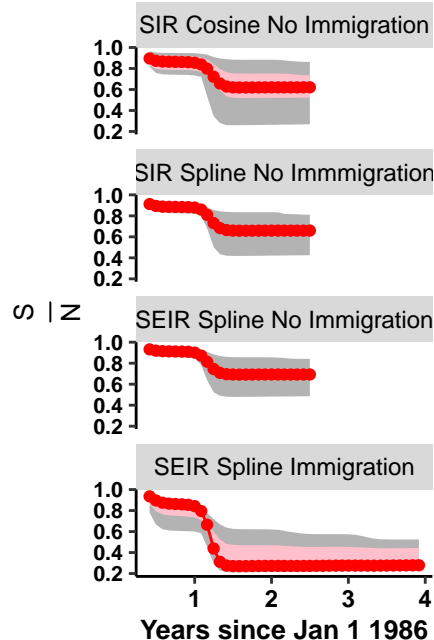 SIR Cosine No Immigration
1.0
0.8
0.6
0.4
0.2
SIR Spline No Immmigration
1.0
0.8
0.6
0.4
0.2
S
N
SEIR Spline No Immigration
1.0
0.8
0.6
0.4
0.2
SEIR Spline Immigration
1.0
0.8
0.6
0.4
0.2
1 2 3 4
Years since Jan 1 1986